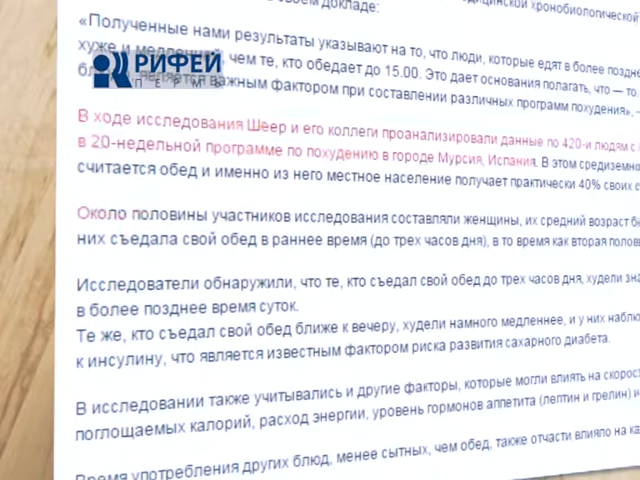 своем докладе:
хронобиологической
«Полученные нами результаты указывают на то, что люди, которые едят в более
хуже и медленней, чем те, кто обедает до 15.00. Это дает основания полагать, что — то,
является важным фактором при составлении различных программ похудения», –
РИФЕЙ
ПЕРМЬ
В ходе исследования Шеер и его коллеги проанализировали данные по 420-и людям с
в 20-недельной программе по похудению в городе Мурсия, Испания. В этом
считается обед и именно из него местное население получает практически 40% своих
Около половины участников исследования составляли женщины, их средний возраст
них съедала свой обед в раннее время (до трех часов дня), в то время как вторая
Исследователи обнаружили, что те, кто съедал свой обед до трех часов дня, худели
в более позднее время суток.
Те же, кто съедал свой обед ближе к вечеру, худели намного медленнее, и у них
к инсулину, что является известным фактором риска развития сахарного диабета.
В исследовании также учитывались и другие факторы, которые могли влиять на
поглощаемых калорий, расход энергии, уровень гормонов аппетита (лептин и грелин) и
Время употребления других блюд, менее сытных, чем обед, также отчасти влияло на